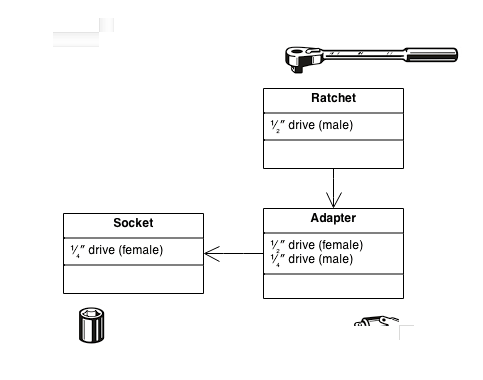 Ratchet
1/2" drive (male)
Socket
1/4" drive (female)
Adapter
1/2" drive (female)
1/4" drive (male)